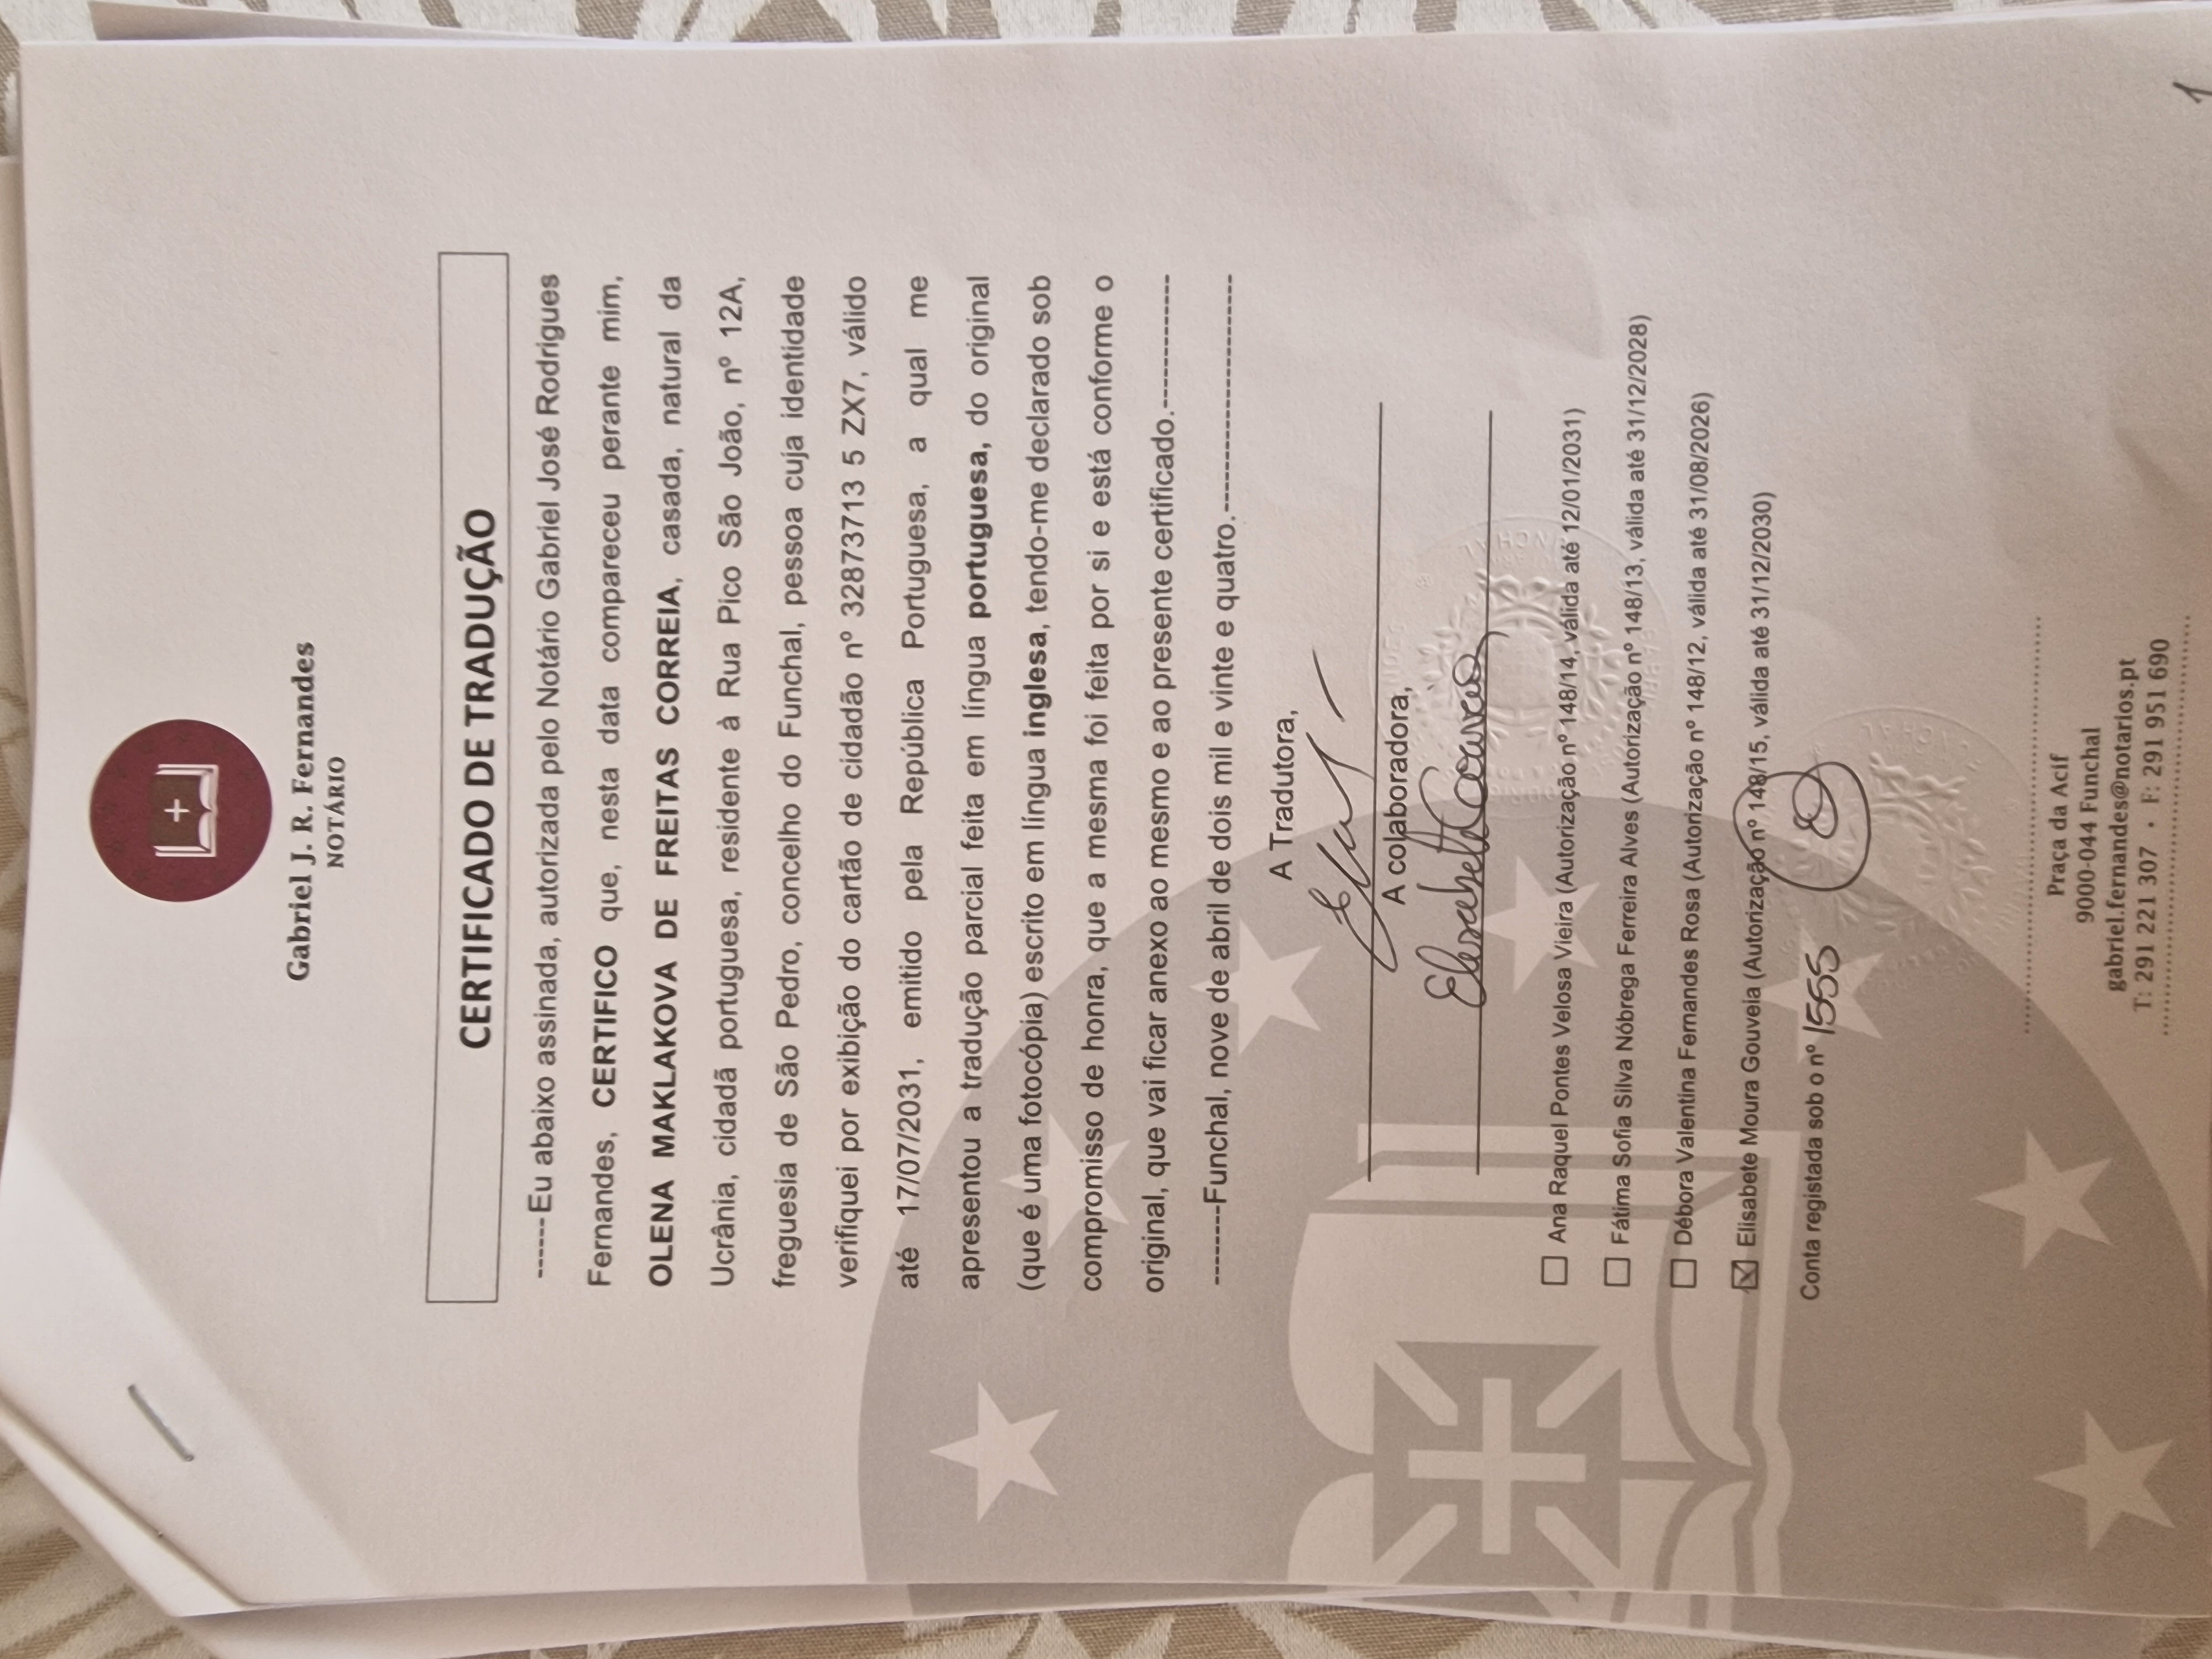 Gabriel J. R. Fernandes
NOTÁRIO
CERTIFICADO DE TRADUÇÃO
------Eu abaixo assinada, autorizada pelo Notário Gabriel José Rodrigues
Fernandes, CERTIFICO que, nesta data compareceu perante mim,
OLENA MAKLAKOVA DE FREITAS CORREIA, casada, natural da
Ucrânia, cidadã portuguesa, residente à Rua Pico São João, nº 12A,
freguesia de São Pedro, concelho do Funchal, pessoa cuja identidade
verifiquei por exibição do cartão de cidadão nº 32873713 5 ZX7, válido
até 17/07/2031, emitido pela República Portuguesa, a qual me
apresentou a tradução parcial feita em língua portuguesa, do original
(que é uma fotocópia) escrito em língua inglesa, tendo-me declarado sob
compromisso de honra, que a mesma foi feita por si e está conforme o
original, que vai ficar anexo ao mesmo e ao presente certificado.-------------
--------Funchal, nove de abril de dois mil e vinte e quatro.-----------------------
A Tradutora,
A colaboradora,
Elisabete Gouveia
Ana Raquel Pontes Velosa Vieira (Autorização nº 148/14, válida até 12/01/2031)
Fátima Sofia Silva Nóbrega Ferreira Alves (Autorização nº 148/13, válida até 31/12/2028)
Débora Valentina Fernandes Rosa (Autorização nº 148/12, válida até 31/08/2026)
Elisabete Moura Gouveia (Autorização nº 148/15, válida até 31/12/2030)
Conta registada sob o nº 1555
Praça da Acif
9000-044 Funchal
gabriel.fernandes@notarios.pt
T: 291 221 307 · F: 291 951 690
1